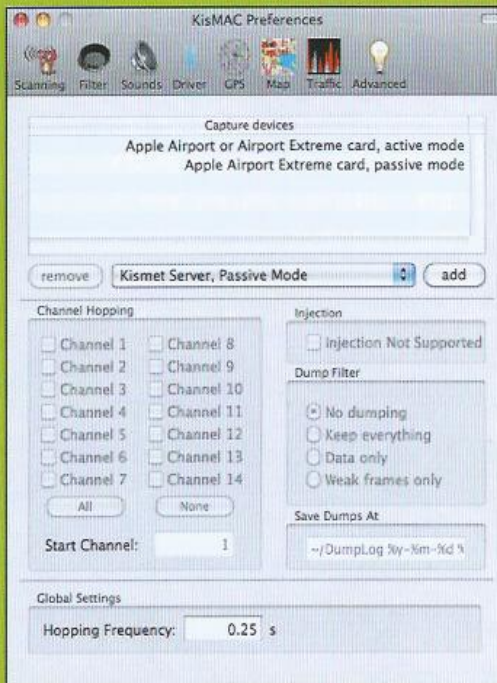 KisMAC Preferences
Scanning Filter Sounds Driver GPS Map Traffic Advanced
Capture devices
Apple Airport or Airport Extreme card, active mode
Apple Airport Extreme card, passive mode
remove Kismet Server, Passive Mode add
Channel Hopping
Channel 1 Channel 8
Channel 2 Channel 9
Channel 3 Channel 10
Channel 4 Channel 11
Channel 5 Channel 12
Channel 6 Channel 13
Channel 7 Channel 14
All None
Start Channel: 1
Injection
Injection Not Supported
Dump Filter
No dumping
Keep everything
Data only
Weak frames only
Save Dumps At
~/DumpLog %y-%m-%d %
Global Settings
Hopping Frequency: 0.25 s